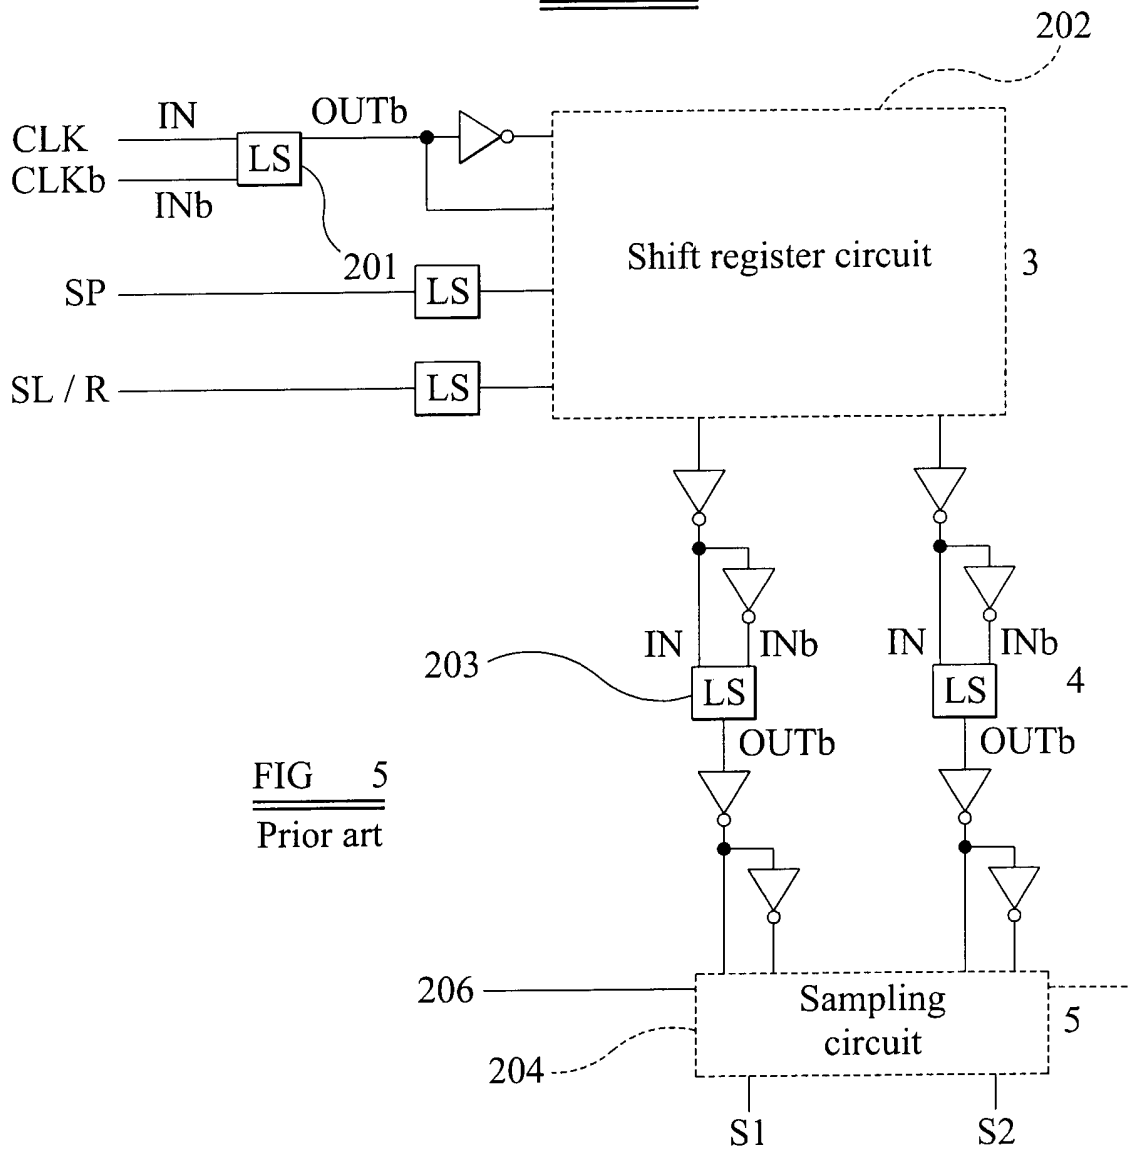 202
IN
OUTb
CLK
LS
CLKb
INb
201
Shift register circuit
3
SP
LS
SL / R
LS
IN
INb
IN
INb
203
LS
LS
4
OUTb
OUTb
FIG 5
Prior art
206
Sampling
circuit
5
204
S1
S2